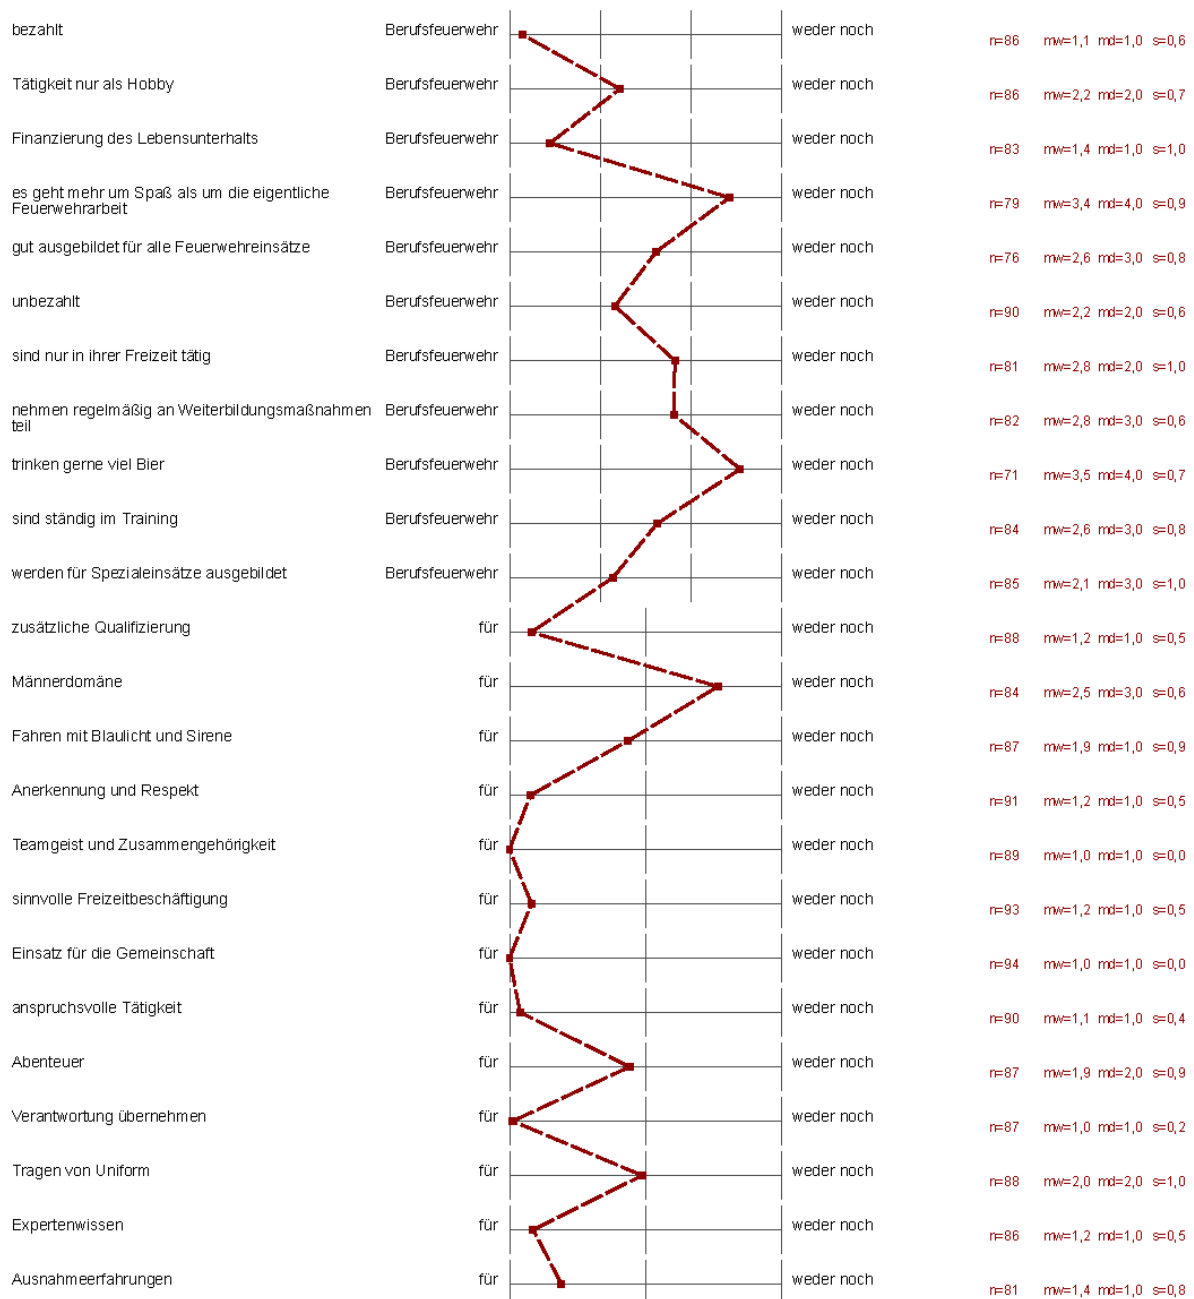 bezahlt Berufsfeuerwehr weder noch n=86 mw=1,1 md=1,0 s=0,6
Tätigkeit nur als Hobby Berufsfeuerwehr weder noch n=86 mw=2,2 md=2,0 s=0,7
Finanzierung des Lebensunterhalts Berufsfeuerwehr weder noch n=83 mw=1,4 md=1,0 s=1,0
es geht mehr um Spaß als um die eigentliche Berufsfeuerwehr weder noch n=79 mw=3,4 md=4,0 s=0,9
Feuerwehrarbeit
gut ausgebildet für alle Feuerwehreinsätze Berufsfeuerwehr weder noch n=76 mw=2,6 md=3,0 s=0,8
unbezahlt Berufsfeuerwehr weder noch n=90 mw=2,2 md=2,0 s=0,6
sind nur in ihrer Freizeit tätig Berufsfeuerwehr weder noch n=81 mw=2,8 md=2,0 s=1,0
nehmen regelmäßig an Weiterbildungsmaßnahmen Berufsfeuerwehr weder noch n=82 mw=2,8 md=3,0 s=0,6
teil
trinken gerne viel Bier Berufsfeuerwehr weder noch n=71 mw=3,5 md=4,0 s=0,7
sind ständig im Training Berufsfeuerwehr weder noch n=84 mw=2,6 md=3,0 s=0,8
werden für Spezialeinsätze ausgebildet Berufsfeuerwehr weder noch n=85 mw=2,1 md=3,0 s=1,0
zusätzliche Qualifizierung für weder noch n=88 mw=1,2 md=1,0 s=0,5
Männerdomäne für weder noch n=84 mw=2,5 md=3,0 s=0,6
Fahren mit Blaulicht und Sirene für weder noch n=87 mw=1,9 md=1,0 s=0,9
Anerkennung und Respekt für weder noch n=91 mw=1,2 md=1,0 s=0,5
Teamgeist und Zusammengehörigkeit für weder noch n=89 mw=1,0 md=1,0 s=0,0
sinnvolle Freizeitbeschäftigung für weder noch n=93 mw=1,2 md=1,0 s=0,5
Einsatz für die Gemeinschaft für weder noch n=94 mw=1,0 md=1,0 s=0,0
anspruchsvolle Tätigkeit für weder noch n=90 mw=1,1 md=1,0 s=0,4
Abenteuer für weder noch n=87 mw=1,9 md=2,0 s=0,9
Verantwortung übernehmen für weder noch n=87 mw=1,0 md=1,0 s=0,2
Tragen von Uniform für weder noch n=88 mw=2,0 md=2,0 s=1,0
Expertenwissen für weder noch n=86 mw=1,2 md=1,0 s=0,5
Ausnahmeerfahrungen für weder noch n=81 mw=1,4 md=1,0 s=0,8